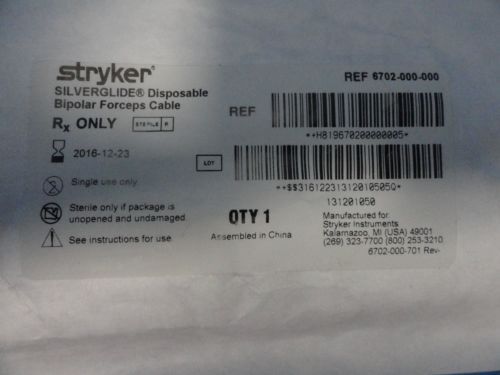 stryker®
REF 6702-000-000
SILVERGLIDE® Disposable
Bipolar Forceps Cable
REF
Rx ONLY
STERILE R
*+H819670200000005*
2016-12-23
LOT
Single use only
*+$$3161223131201050Q*
131201050
Sterile only if package is
unopened and undamaged.
QTY 1
Manufactured for:
Stryker Instruments
Assembled in China
Kalamazoo, MI (USA) 49001
(269) 323-7700 (800) 253-3210
See instructions for use.
6702-000-701 Rev-